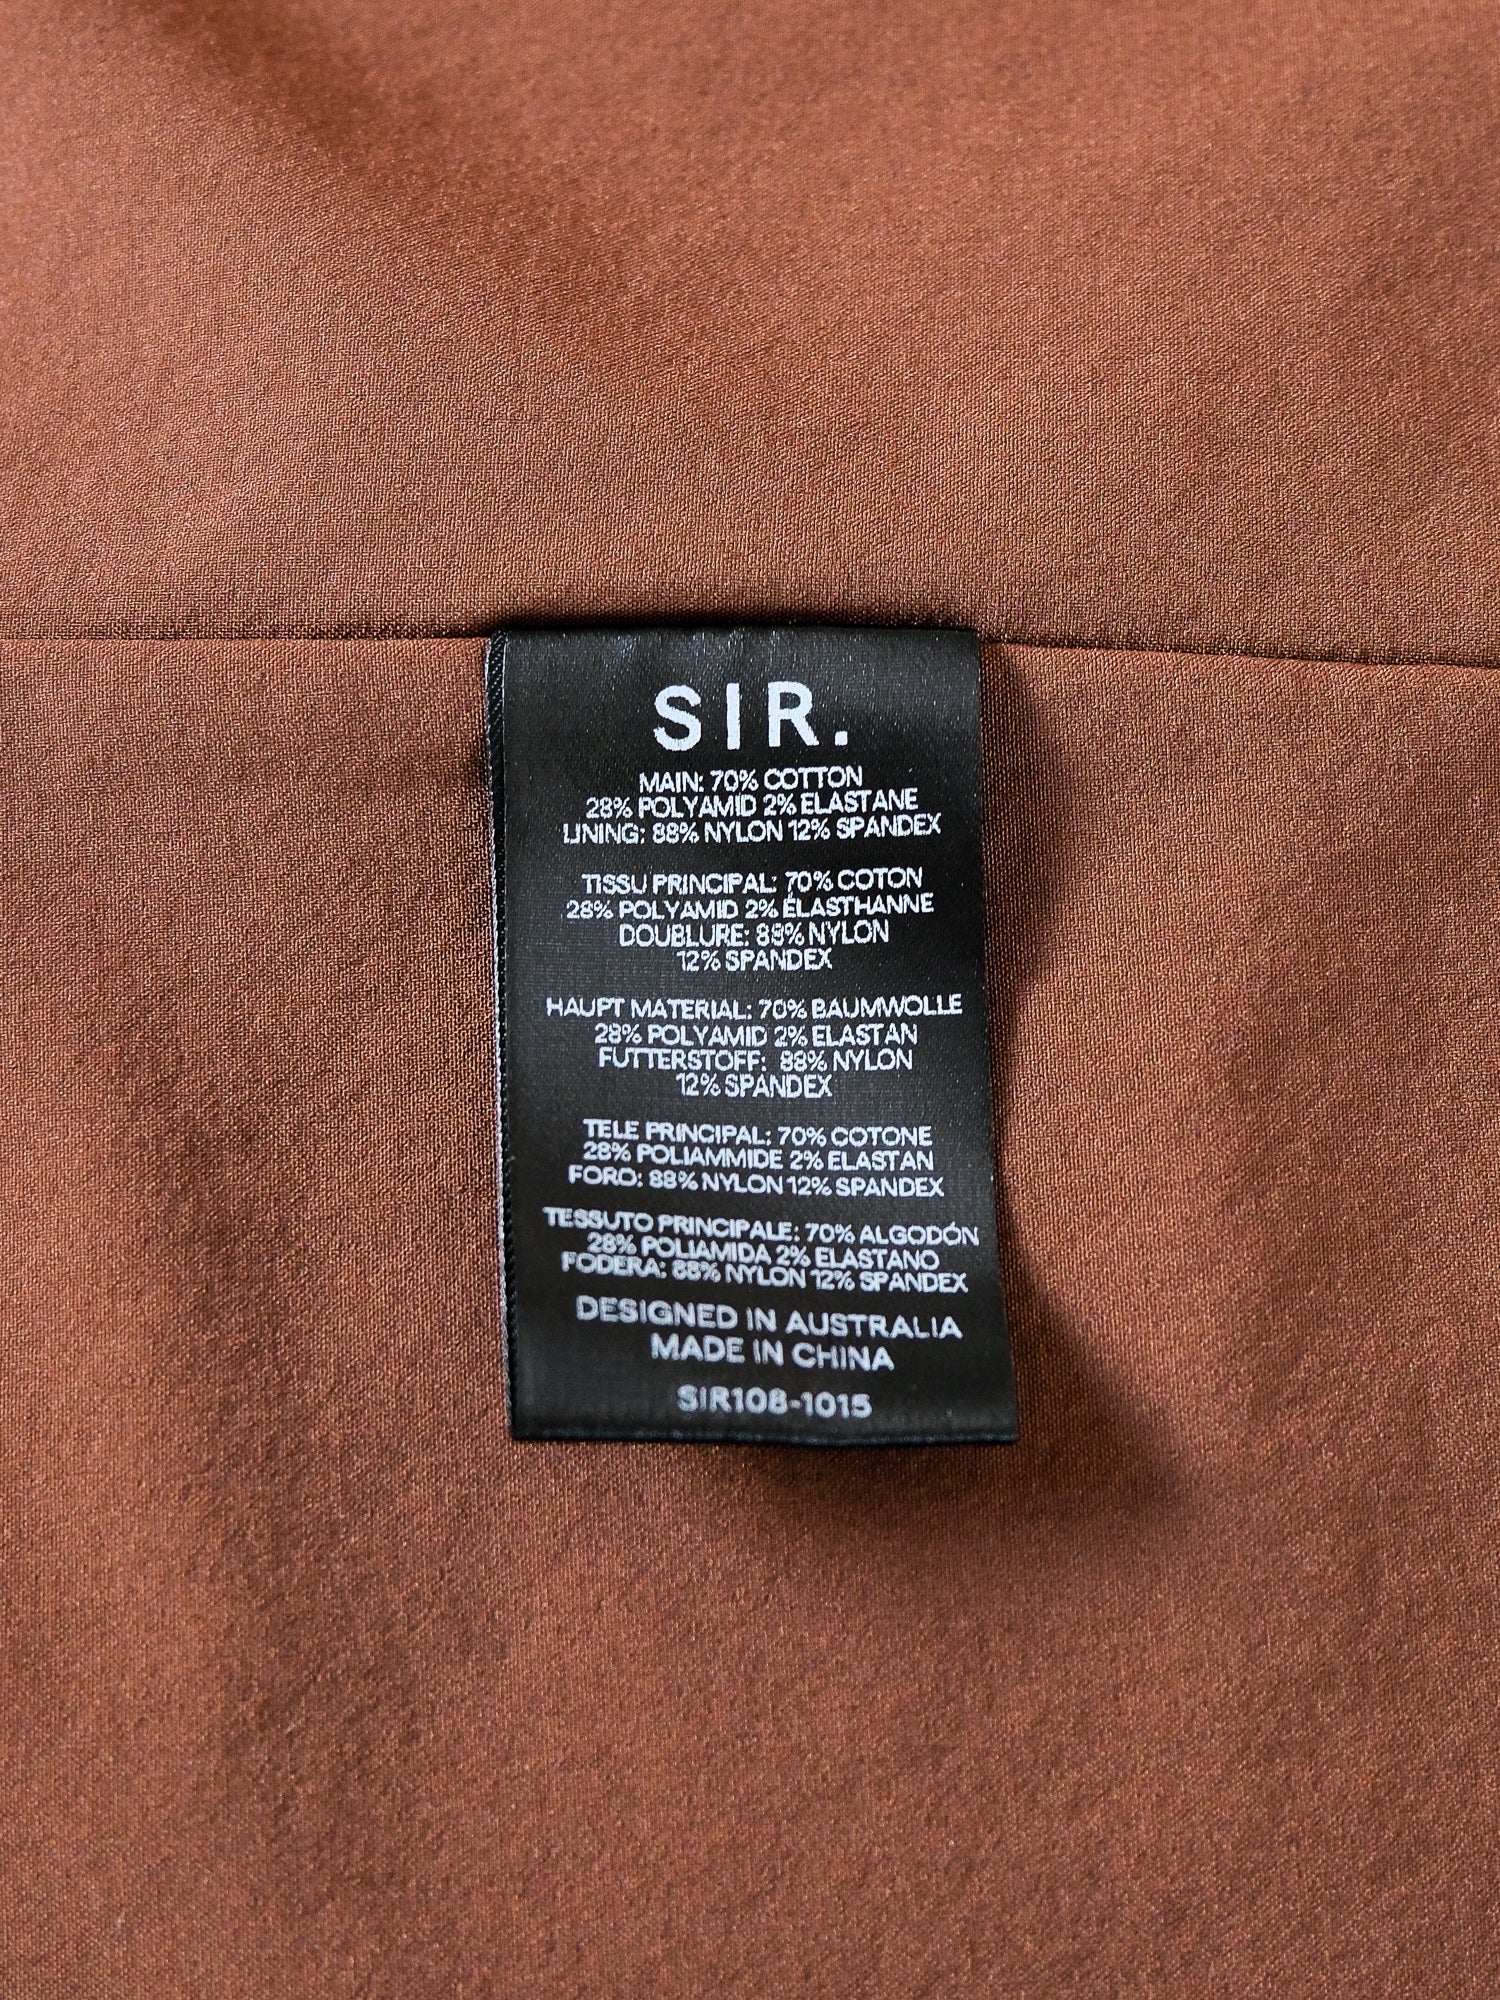 SIR.
MAIN: 70% COTTON
28% POLYAMID 2% ELASTANE
LINING: 88% NYLON 12% SPANDEX
TISSU PRINCIPAL: 70% COTON
28% POLYAMID 2% ÉLASTHANNE
DOUBLURE: 88% NYLON
12% SPANDEX
HAUPT MATERIAL: 70% BAUMWOLLE
28% POLYAMID 2% ELASTAN
FUTTERSTOFF: 88% NYLON
12% SPANDEX
TELE PRINCIPAL: 70% COTONE
28% POLIAMMIDE 2% ELASTAN
FORO: 88% NYLON 12% SPANDEX
TESSUTO PRINCIPALE: 70% ALGODÓN
28% POLIAMIDA 2% ELASTANO
FODERA: 88% NYLON 12% SPANDEX
DESIGNED IN AUSTRALIA
MADE IN CHINA
SIR108-1015